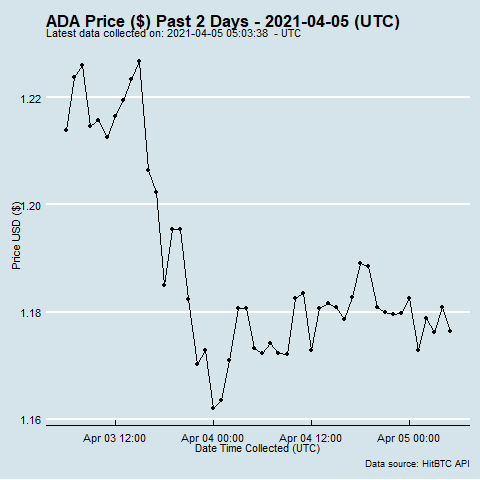 ADA Price ($) Past 2 Days - 2021-04-05 (UTC)
Latest data collected on: 2021-04-05 05:03:38 - UTC
1.22
1.20
1.18
1.16
Price USD ($)
Apr 03 12:00 Apr 04 00:00 Apr 04 12:00 Apr 05 00:00
Date Time Collected (UTC)
Data source: HitBTC API